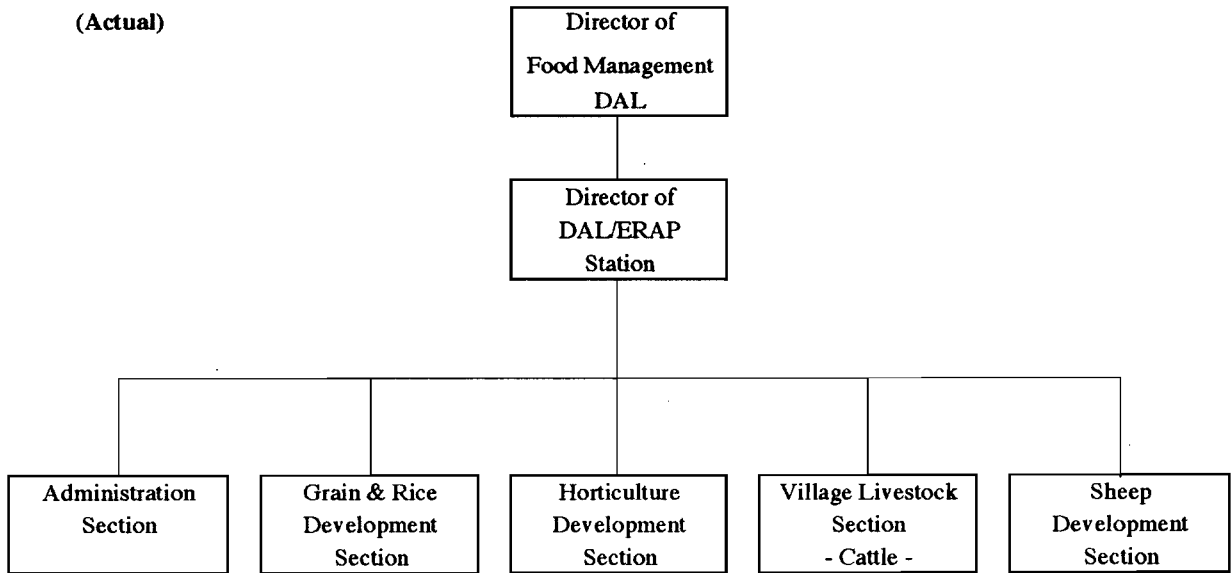 (Actual)
Director of
Food Management
DAL
Director of
DAL/ERAP
Station
Administration
Section
Grain & Rice
Development
Section
Horticulture
Development
Section
Village Livestock
Section
- Cattle -
Sheep
Development
Section